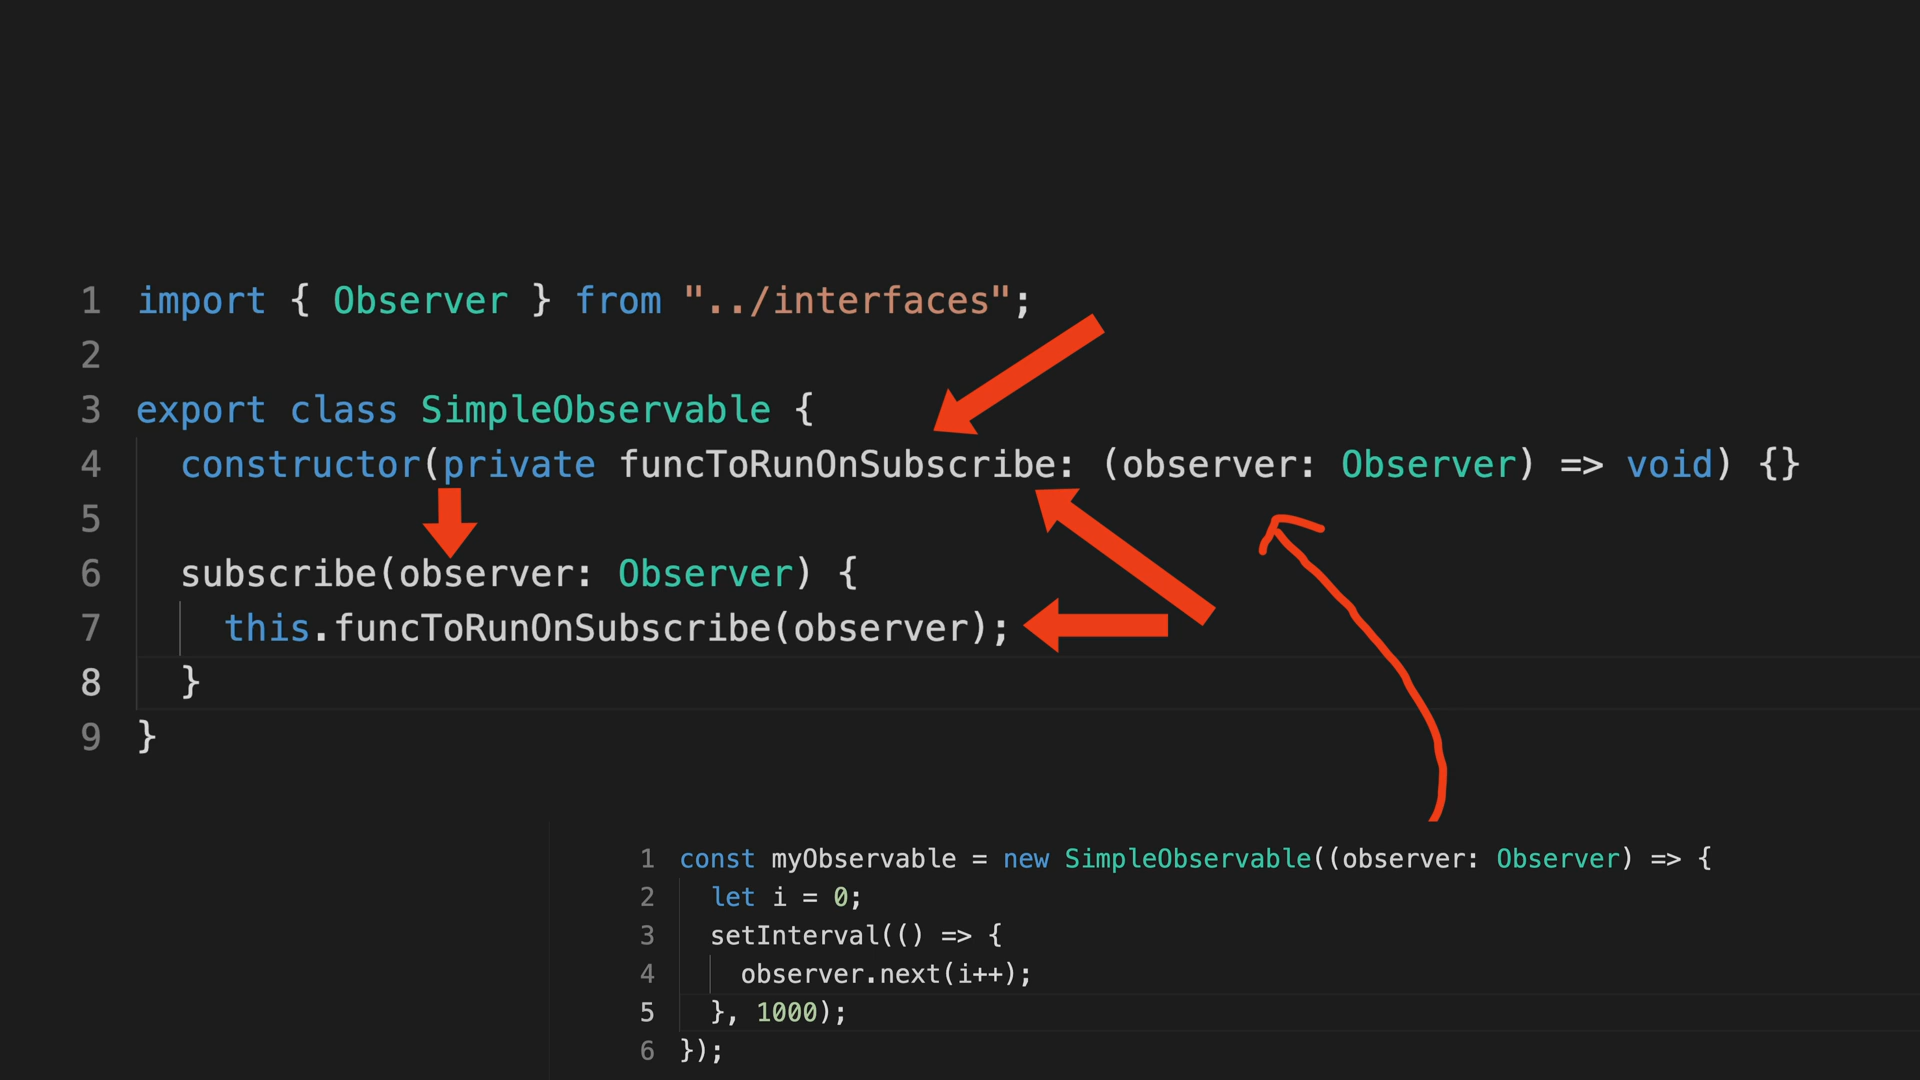 1 import { Observer } from "../interfaces";
2
3 export class SimpleObservable {
4 constructor(private funcToRunOnSubscribe: (observer: Observer) => void) {}
5
6 subscribe(observer: Observer) {
7 this.funcToRunOnSubscribe(observer);
8 }
9 }
1 const myObservable = new SimpleObservable((observer: Observer) => {
2 let i = 0;
3 setInterval(() => {
4 observer.next(i++);
5 }, 1000);
6 });